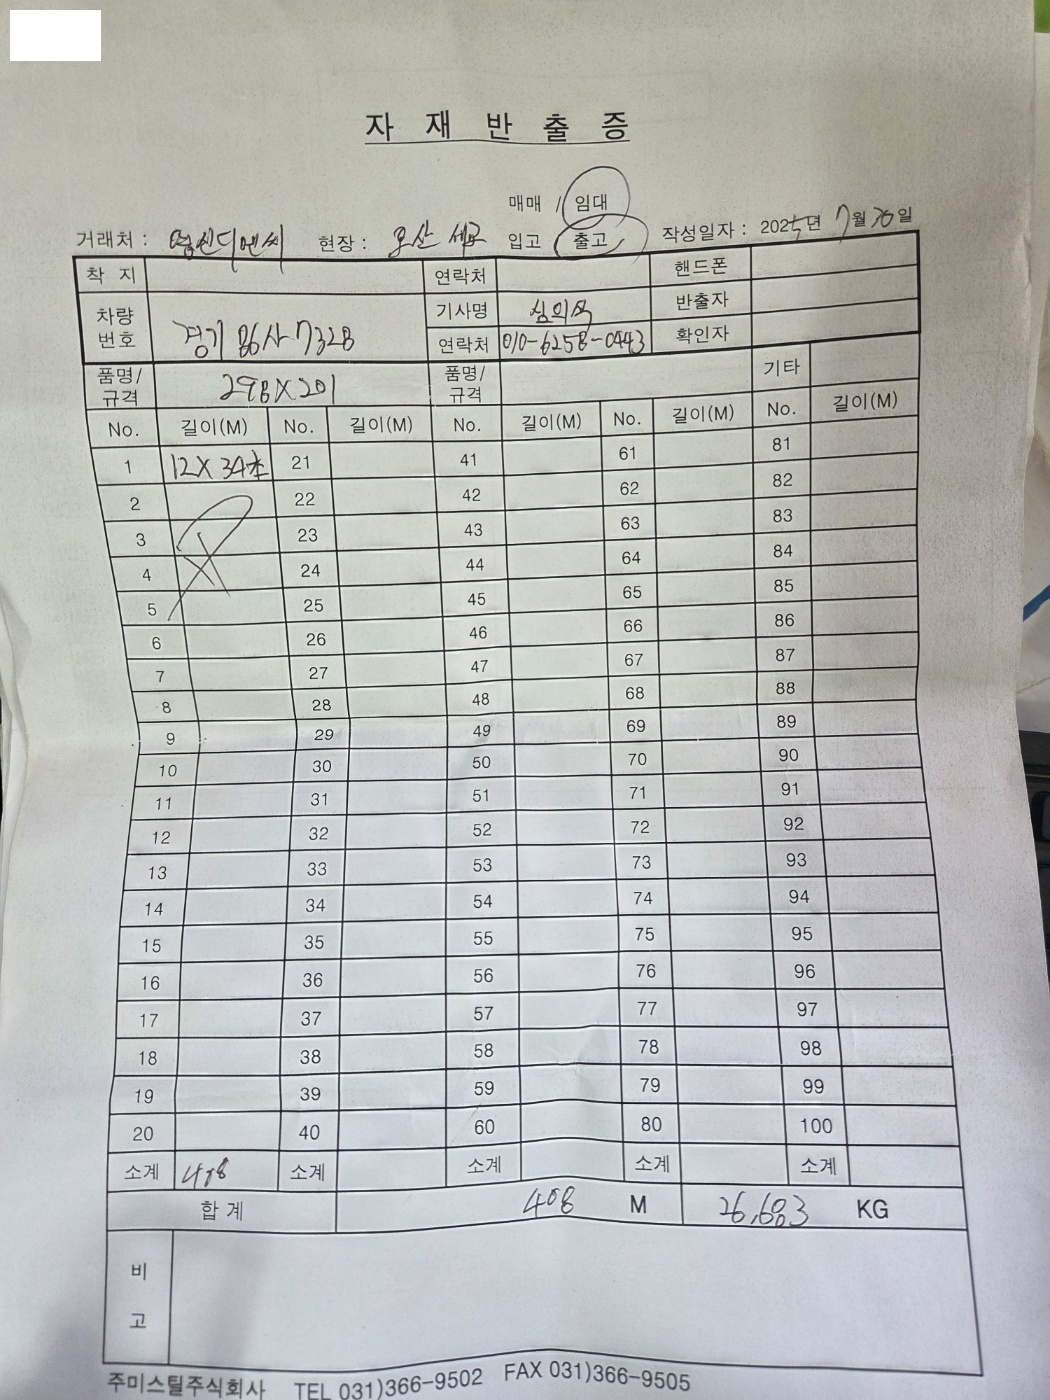 자 재 반 출 증
매매 / 임대
거래처 : 명신디엔씨 현장 : 오산 세교 입고 출고 작성일자 : 2025년 7월 26일
착 지 연락처 핸드폰
차량번호 경기 86사 7328 기사명 심의섭 반출자
연락처 010-6258-0443 확인자
품명/규격 298X201 품명/규격 기타
No. 길이(M) No. 길이(M) No. 길이(M) No. 길이(M) No. 길이(M)
1 12X34本 21 41 61 81
2 22 42 62 82
3 23 43 63 83
4 24 44 64 84
5 25 45 65 85
6 26 46 66 86
7 27 47 67 87
8 28 48 68 88
9 29 49 69 89
10 30 50 70 90
11 31 51 71 91
12 32 52 72 92
13 33 53 73 93
14 34 54 74 94
15 35 55 75 95
16 36 56 76 96
17 37 57 77 97
18 38 58 78 98
19 39 59 79 99
20 40 60 80 100
소계 408 소계 소계 소계 소계
합 계 408 M 26,683 KG
비고
주미스틸주식회사 TEL 031)366-9502 FAX 031)366-9505